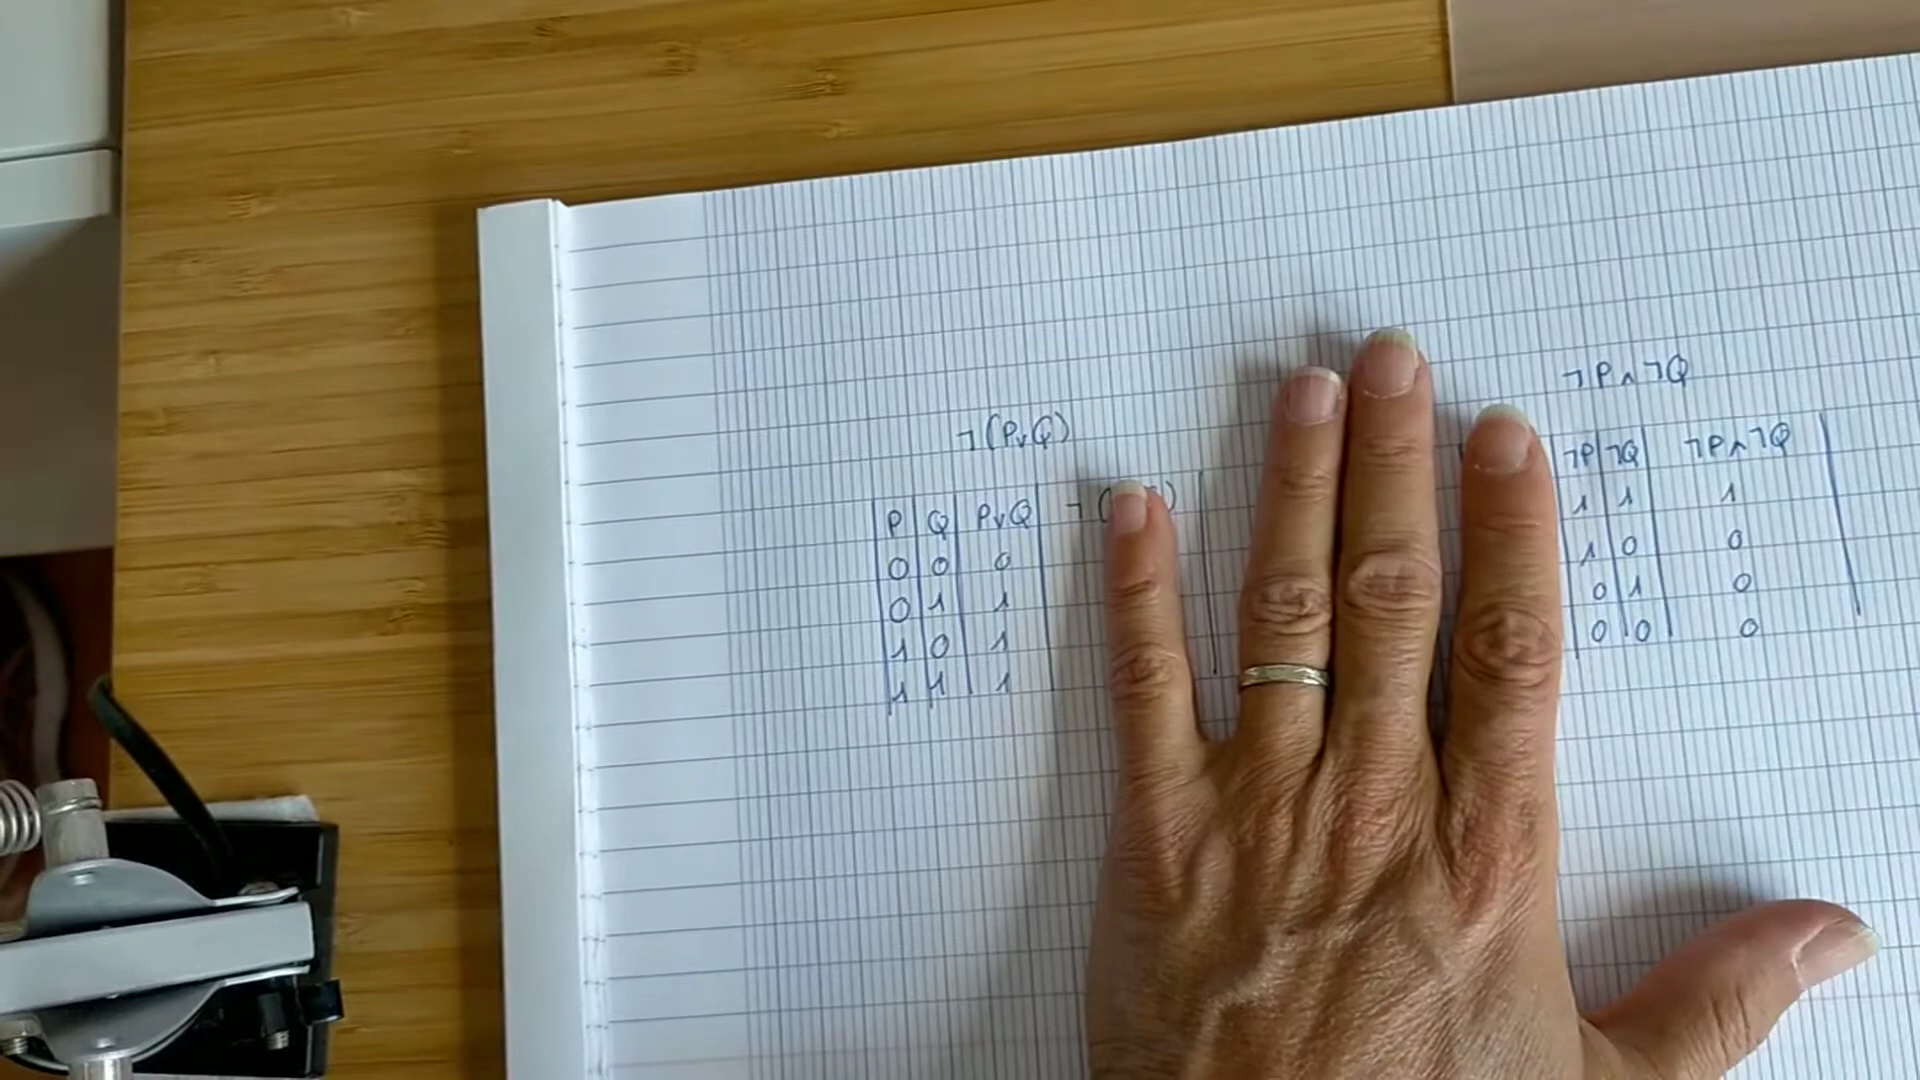 ¬(P∨Q)
P Q P∨Q ¬(
0 0 0
0 1 1
1 0 1
1 1 1
¬P∧¬Q
¬P ¬Q ¬P∧¬Q
1 1 1
1 0 0
0 1 0
0 0 0